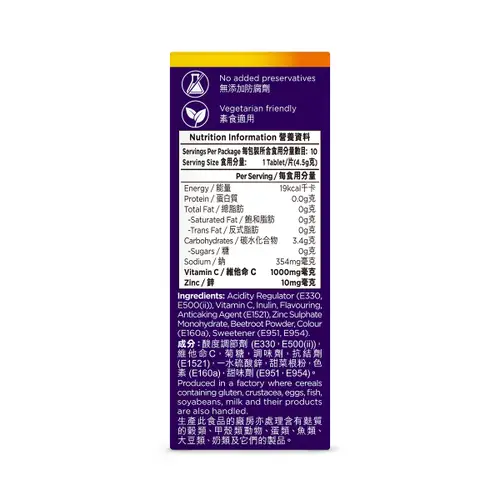 No added preservatives
無添加防腐劑
Vegetarian friendly
素食適用
Nutrition Information 營養資料
Servings Per Package 每包裝所含食用分量數目: 10
Serving Size 食用分量: 1 Tablet/片(4.5g克)
Per Serving / 每食用分量
Energy / 能量 19kcal千卡
Protein / 蛋白質 0.0g克
Total Fat / 總脂肪 0g克
-Saturated Fat / 飽和脂肪 0g克
-Trans Fat / 反式脂肪 0g克
Carbohydrates / 碳水化合物 3.4g克
-Sugars / 糖 0g克
Sodium / 鈉 354mg毫克
Vitamin C / 維他命 C 1000mg毫克
Zinc / 鋅 10mg毫克
Ingredients: Acidity Regulator (E330,
E500(ii)), Vitamin C, Inulin, Flavouring,
Anticaking Agent (E1521), Zinc Sulphate
Monohydrate, Beetroot Powder, Colour
(E160a), Sweetener (E951, E954).
成分：酸度調節劑 (E330, E500(ii))，
維他命C，菊糖，調味劑，抗結劑
(E1521)，一水硫酸鋅，甜菜根粉，色
素 (E160a)，甜味劑 (E951，E954)。
Produced in a factory where cereals
containing gluten, crustacea, eggs, fish,
soyabeans, milk and their products
are also handled.
生產此食品的廠房亦處理含有麩質
的穀類、甲殼類動物、蛋類、魚類、
大豆類、奶類及它們的製品。